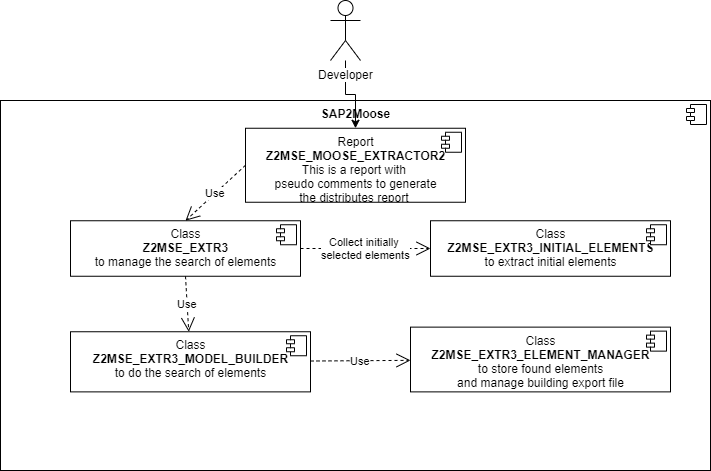 Developer
SAP2Moose
Report
Z2MSE_MOOSE_EXTRACTOR2
This is a report with
pseudo comments to generate
the distributes report
Use
Class
Z2MSE_EXTR3
to manage the search of elements
Collect initially
selected elements
Class
Z2MSE_EXTR3_INITIAL_ELEMENTS
to extract initial elements
Use
Class
Z2MSE_EXTR3_MODEL_BUILDER
to do the search of elements
Use
Class
Z2MSE_EXTR3_ELEMENT_MANAGER
to store found elements
and manage building export file